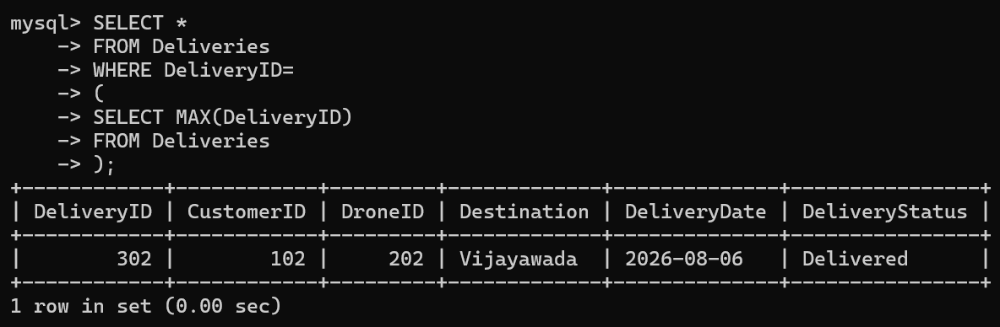 mysql> SELECT *
    -> FROM Deliveries
    -> WHERE DeliveryID=
    -> (
    -> SELECT MAX(DeliveryID)
    -> FROM Deliveries
    -> );
+------------+------------+---------+-------------+--------------+----------------+
| DeliveryID | CustomerID | DroneID | Destination | DeliveryDate | DeliveryStatus |
+------------+------------+---------+-------------+--------------+----------------+
|        302 |        102 |     202 | Vijayawada  | 2026-08-06   | Delivered      |
+------------+------------+---------+-------------+--------------+----------------+
1 row in set (0.00 sec)